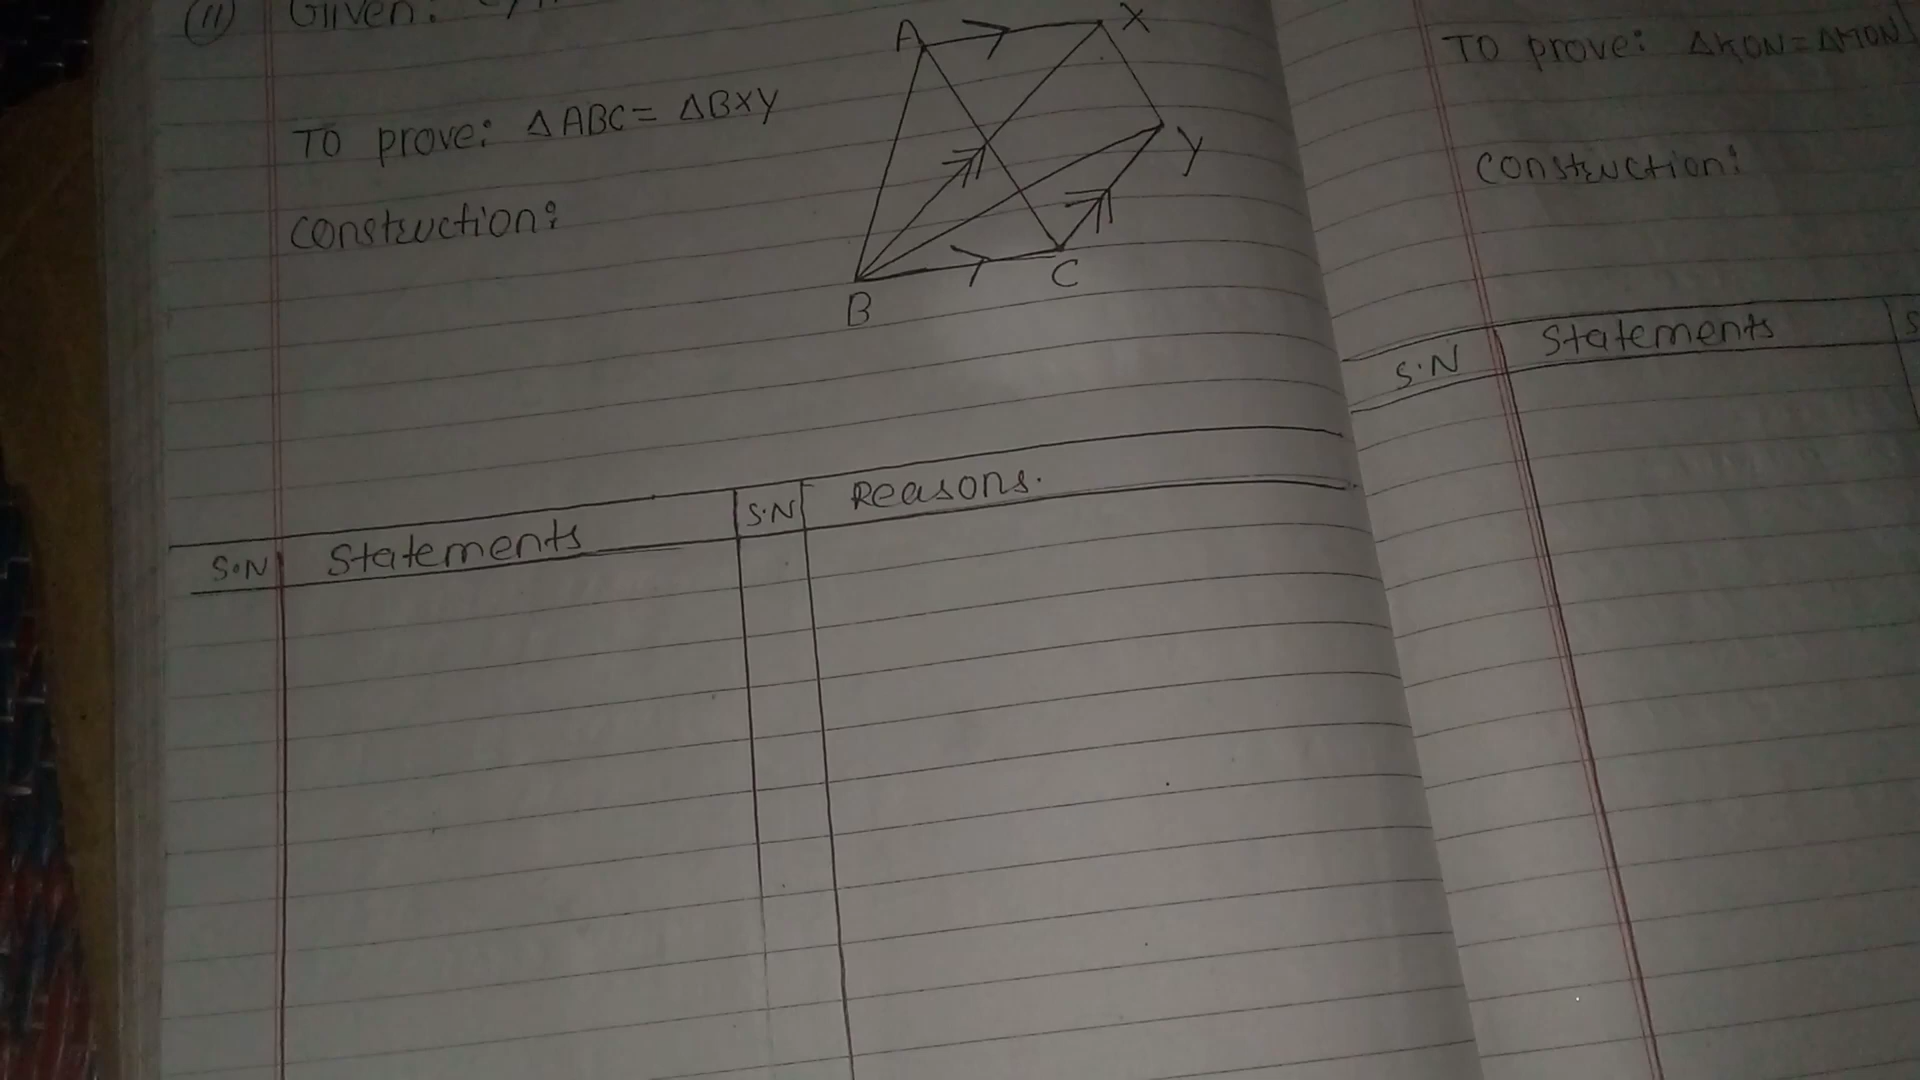 (11) Given:
To prove: ΔABC = ΔBXY
construction:
A
X
Y
B
C
S.N Statements S.N Reasons.
To prove: ΔKON = ΔMON
construction:
S.N Statements S